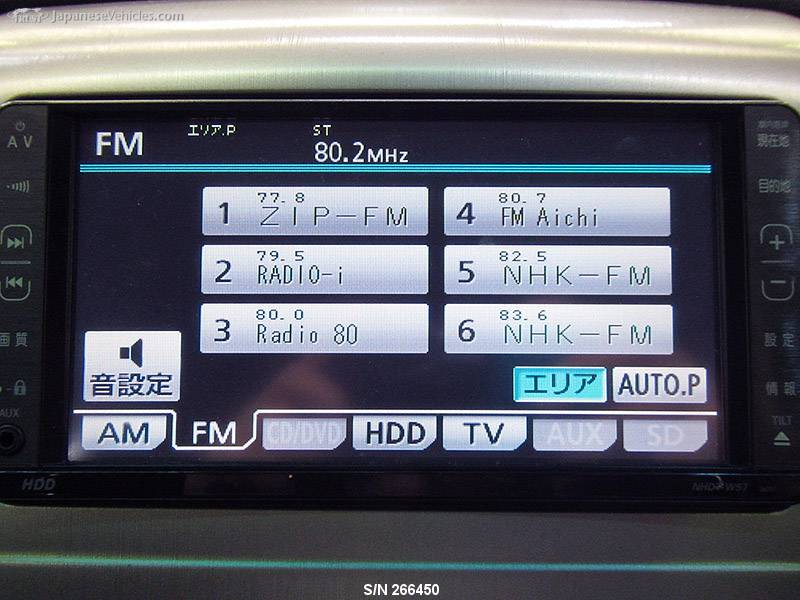 JapaneseVehicles.com
AV
FM エリア.P ST
80.2MHz
現在地
目的地
1 77.8 ZIP-FM
4 80.7 FM Aichi
2 79.5 RADIO-i
5 82.5 NHK-FM
3 80.0 Radio 80
6 83.6 NHK-FM
画質
設定
音設定
エリア AUTO.P
情報
AUX
TILT
AM FM CD/DVD HDD TV AUX SD
HDD
NHDT-W57
S/N 266450